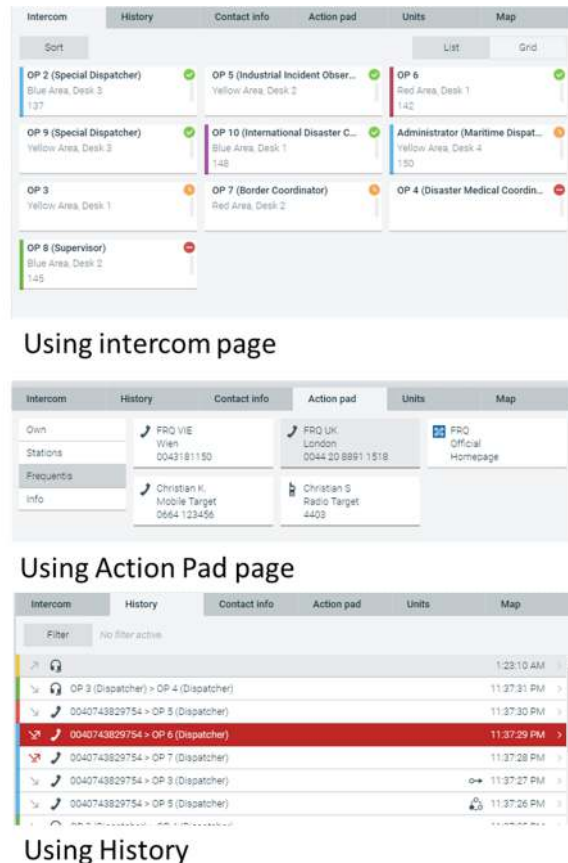 Intercom History Contact info Action pad Units Map
Sort List Grid
OP 2 (Special Dispatcher) OP 5 (Industrial Incident Obser... OP 6
Blue Area, Desk 3 Yellow Area, Desk 2 Red Area, Desk 1
137 142
OP 9 (Special Dispatcher) OP 10 (International Disaster C... Administrator (Maritime Dispat...
Yellow Area, Desk 3 Blue Area, Desk 1 Yellow Area, Desk 4
148 150
OP 3 OP 7 (Border Coordinator) OP 4 (Disaster Medical Coordin...
Yellow Area, Desk 1 Red Area, Desk 2
OP 8 (Supervisor)
Blue Area, Desk 2
145
Using intercom page
Intercom History Contact info Action pad Units Map
Own FRQ VIE FRQ UK FRQ
Stations Wien London Official
0043181150 0044 20 8891 1518 Homepage
Frequentis
Info Christian K. Christian S
Mobile Target Radio Target
0664 123456 4403
Using Action Pad page
Intercom History Contact info Action pad Units Map
Filter No filter active
1:23:10 AM
OP 3 (Dispatcher) > OP 4 (Dispatcher) 11:37:31 PM
0040743829754 > OP 5 (Dispatcher) 11:37:30 PM
0040743829754 > OP 6 (Dispatcher) 11:37:29 PM
0040743829754 > OP 7 (Dispatcher) 11:37:28 PM
0040743829754 > OP 3 (Dispatcher) 11:37:27 PM
0040743829754 > OP 5 (Dispatcher) 11:37:26 PM
Using History